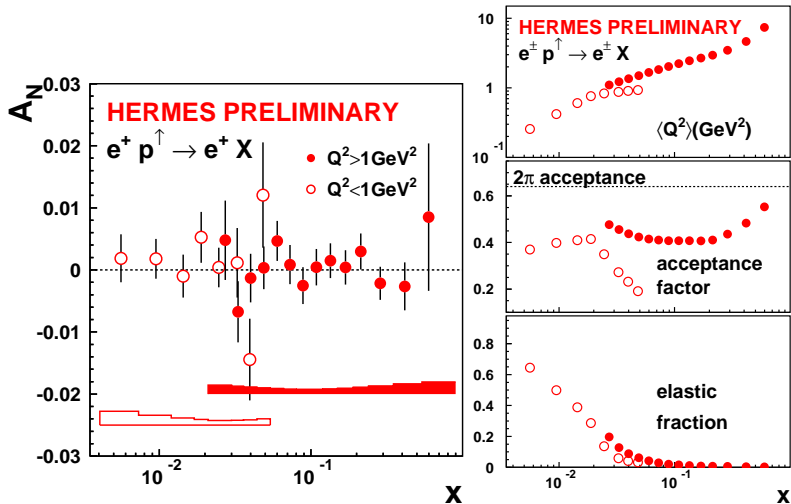 A_N
0.03
0.02
0.01
0
-0.01
-0.02
-0.03
HERMES PRELIMINARY
e⁺ p^↑ → e⁺ X
Q²>1GeV²
Q²<1GeV²
10⁻² 10⁻¹
x
10
1
10⁻¹
HERMES PRELIMINARY
e^± p^↑ → e^± X
⟨Q²⟩(GeV²)
10
2π acceptance
0.6
0.4
0.2
acceptance
factor
0.8
0.6
0.4
0.2
0
elastic
fraction
10⁻² 10⁻¹
x